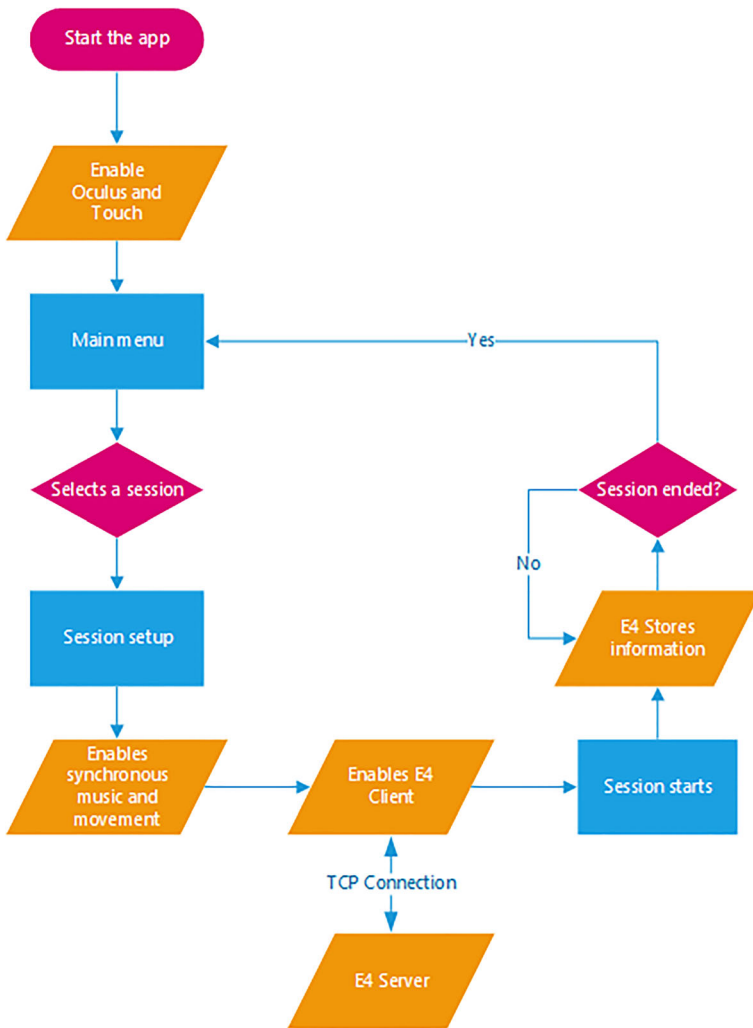 Start the app
Enable
Oculus and
Touch
Main menu
Yes
Selects a session
Session ended?
No
Session setup
E4 Stores
information
Enables
synchronous
music and
movement
Enables E4
Client
Session starts
TCP Connection
E4 Server